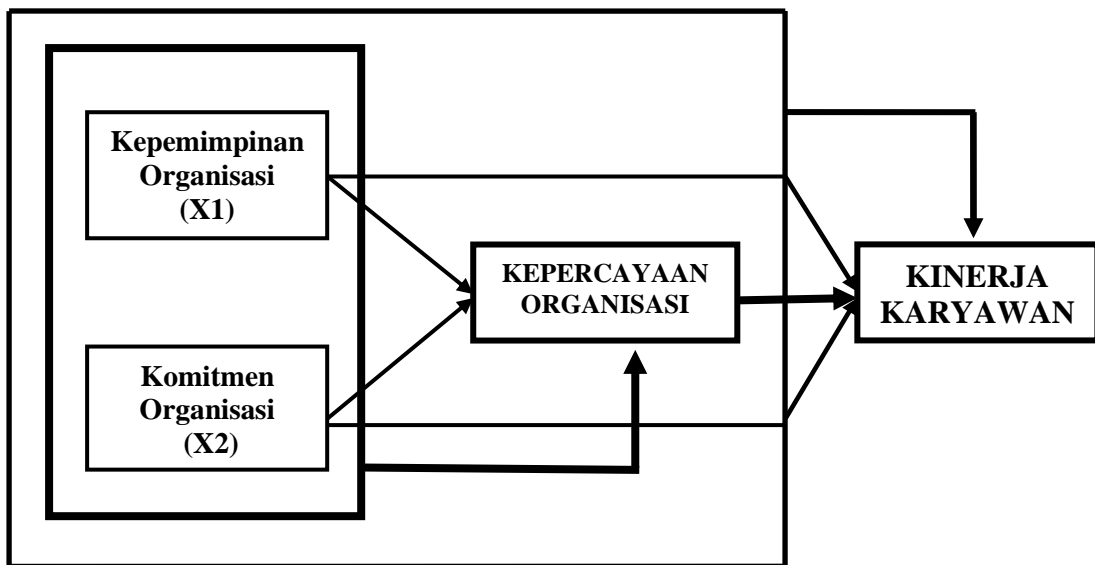 Kepemimpinan
Organisasi
(X1)
KEPERCAYAAN
ORGANISASI
KINERJA
KARYAWAN
Komitmen
Organisasi
(X2)